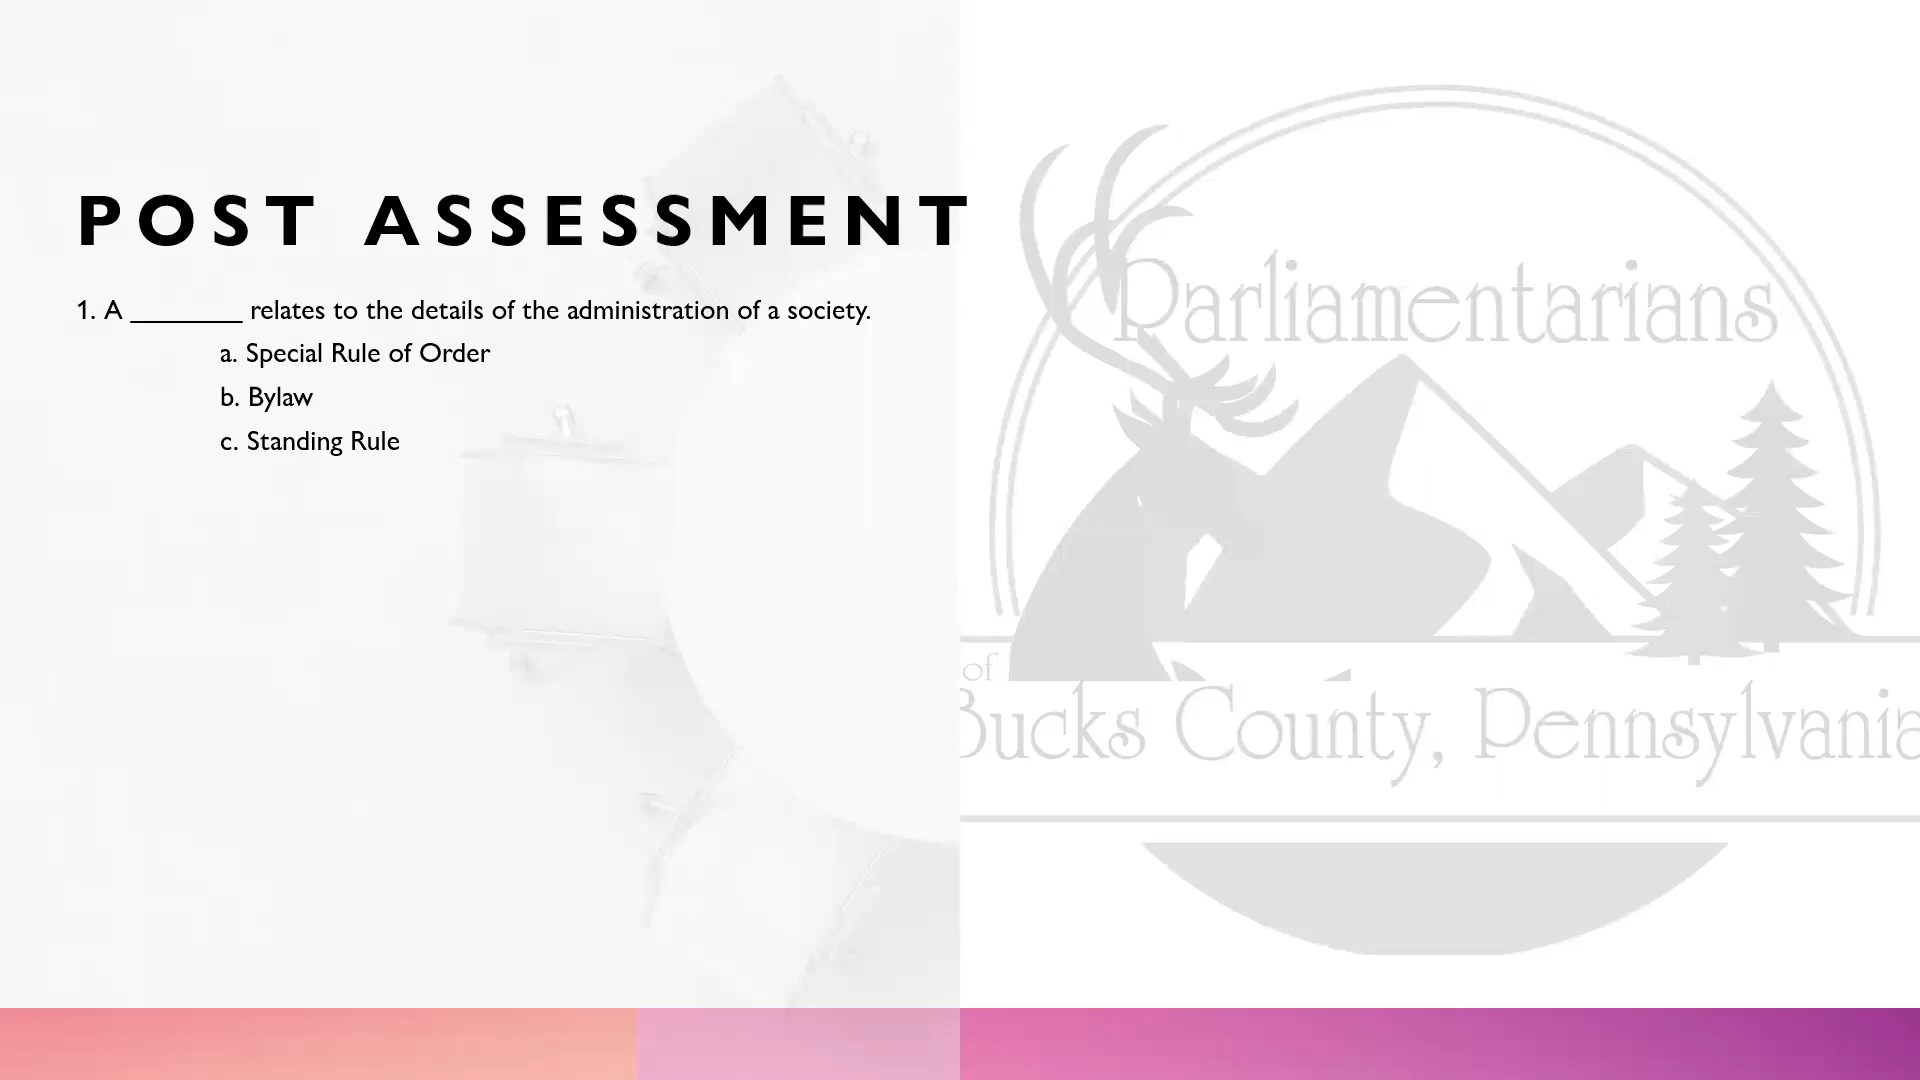 POST ASSESSMENT
1. A ________ relates to the details of the administration of a society.
a. Special Rule of Order
b. Bylaw
c. Standing Rule
Parliamentarians
of
Bucks County, Pennsylvania